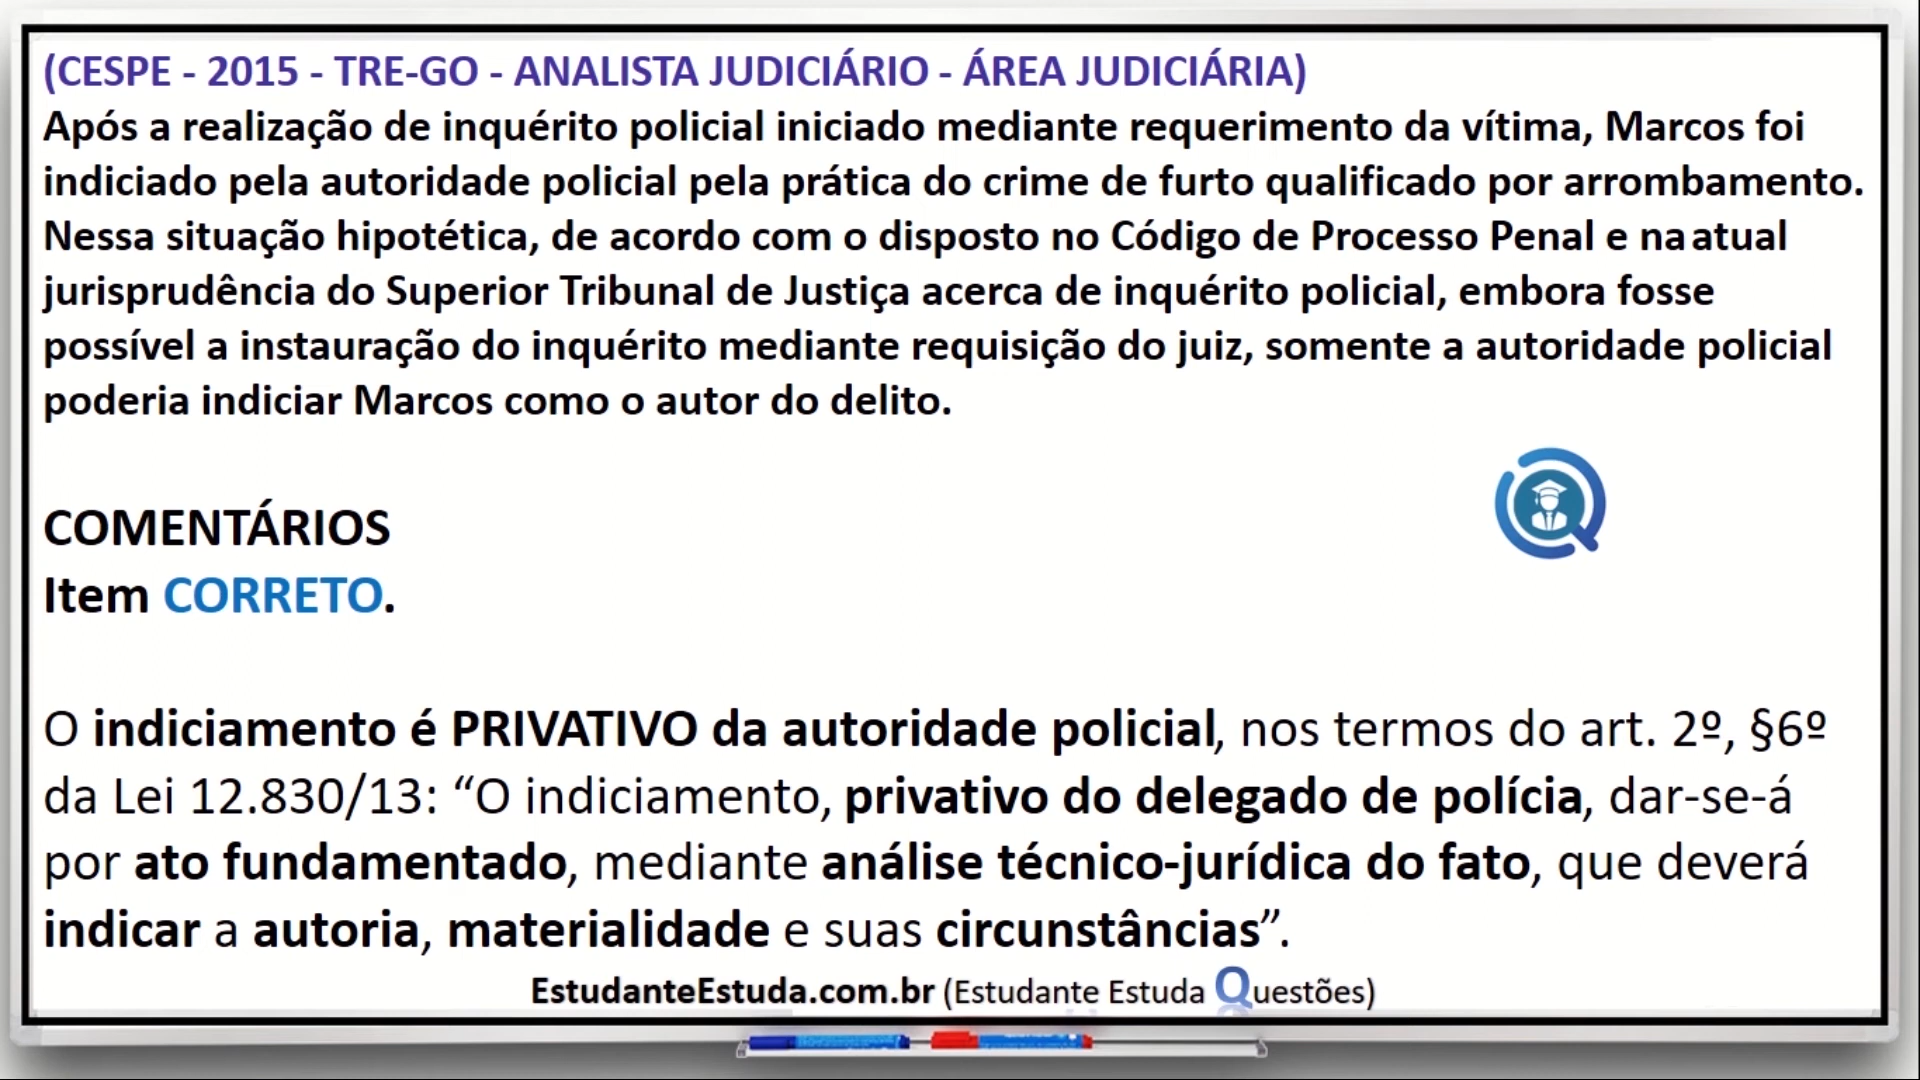 (CESPE - 2015 - TRE-GO - ANALISTA JUDICIÁRIO - ÁREA JUDICIÁRIA)
Após a realização de inquérito policial iniciado mediante requerimento da vítima, Marcos foi
indiciado pela autoridade policial pela prática do crime de furto qualificado por arrombamento.
Nessa situação hipotética, de acordo com o disposto no Código de Processo Penal e na atual
jurisprudência do Superior Tribunal de Justiça acerca de inquérito policial, embora fosse
possível a instauração do inquérito mediante requisição do juiz, somente a autoridade policial
poderia indiciar Marcos como o autor do delito.
COMENTÁRIOS
Item CORRETO.
O indiciamento é PRIVATIVO da autoridade policial, nos termos do art. 2º, §6º
da Lei 12.830/13: “O indiciamento, privativo do delegado de polícia, dar-se-á
por ato fundamentado, mediante análise técnico-jurídica do fato, que deverá
indicar a autoria, materialidade e suas circunstâncias”.
EstudanteEstuda.com.br (Estudante Estuda Questões)